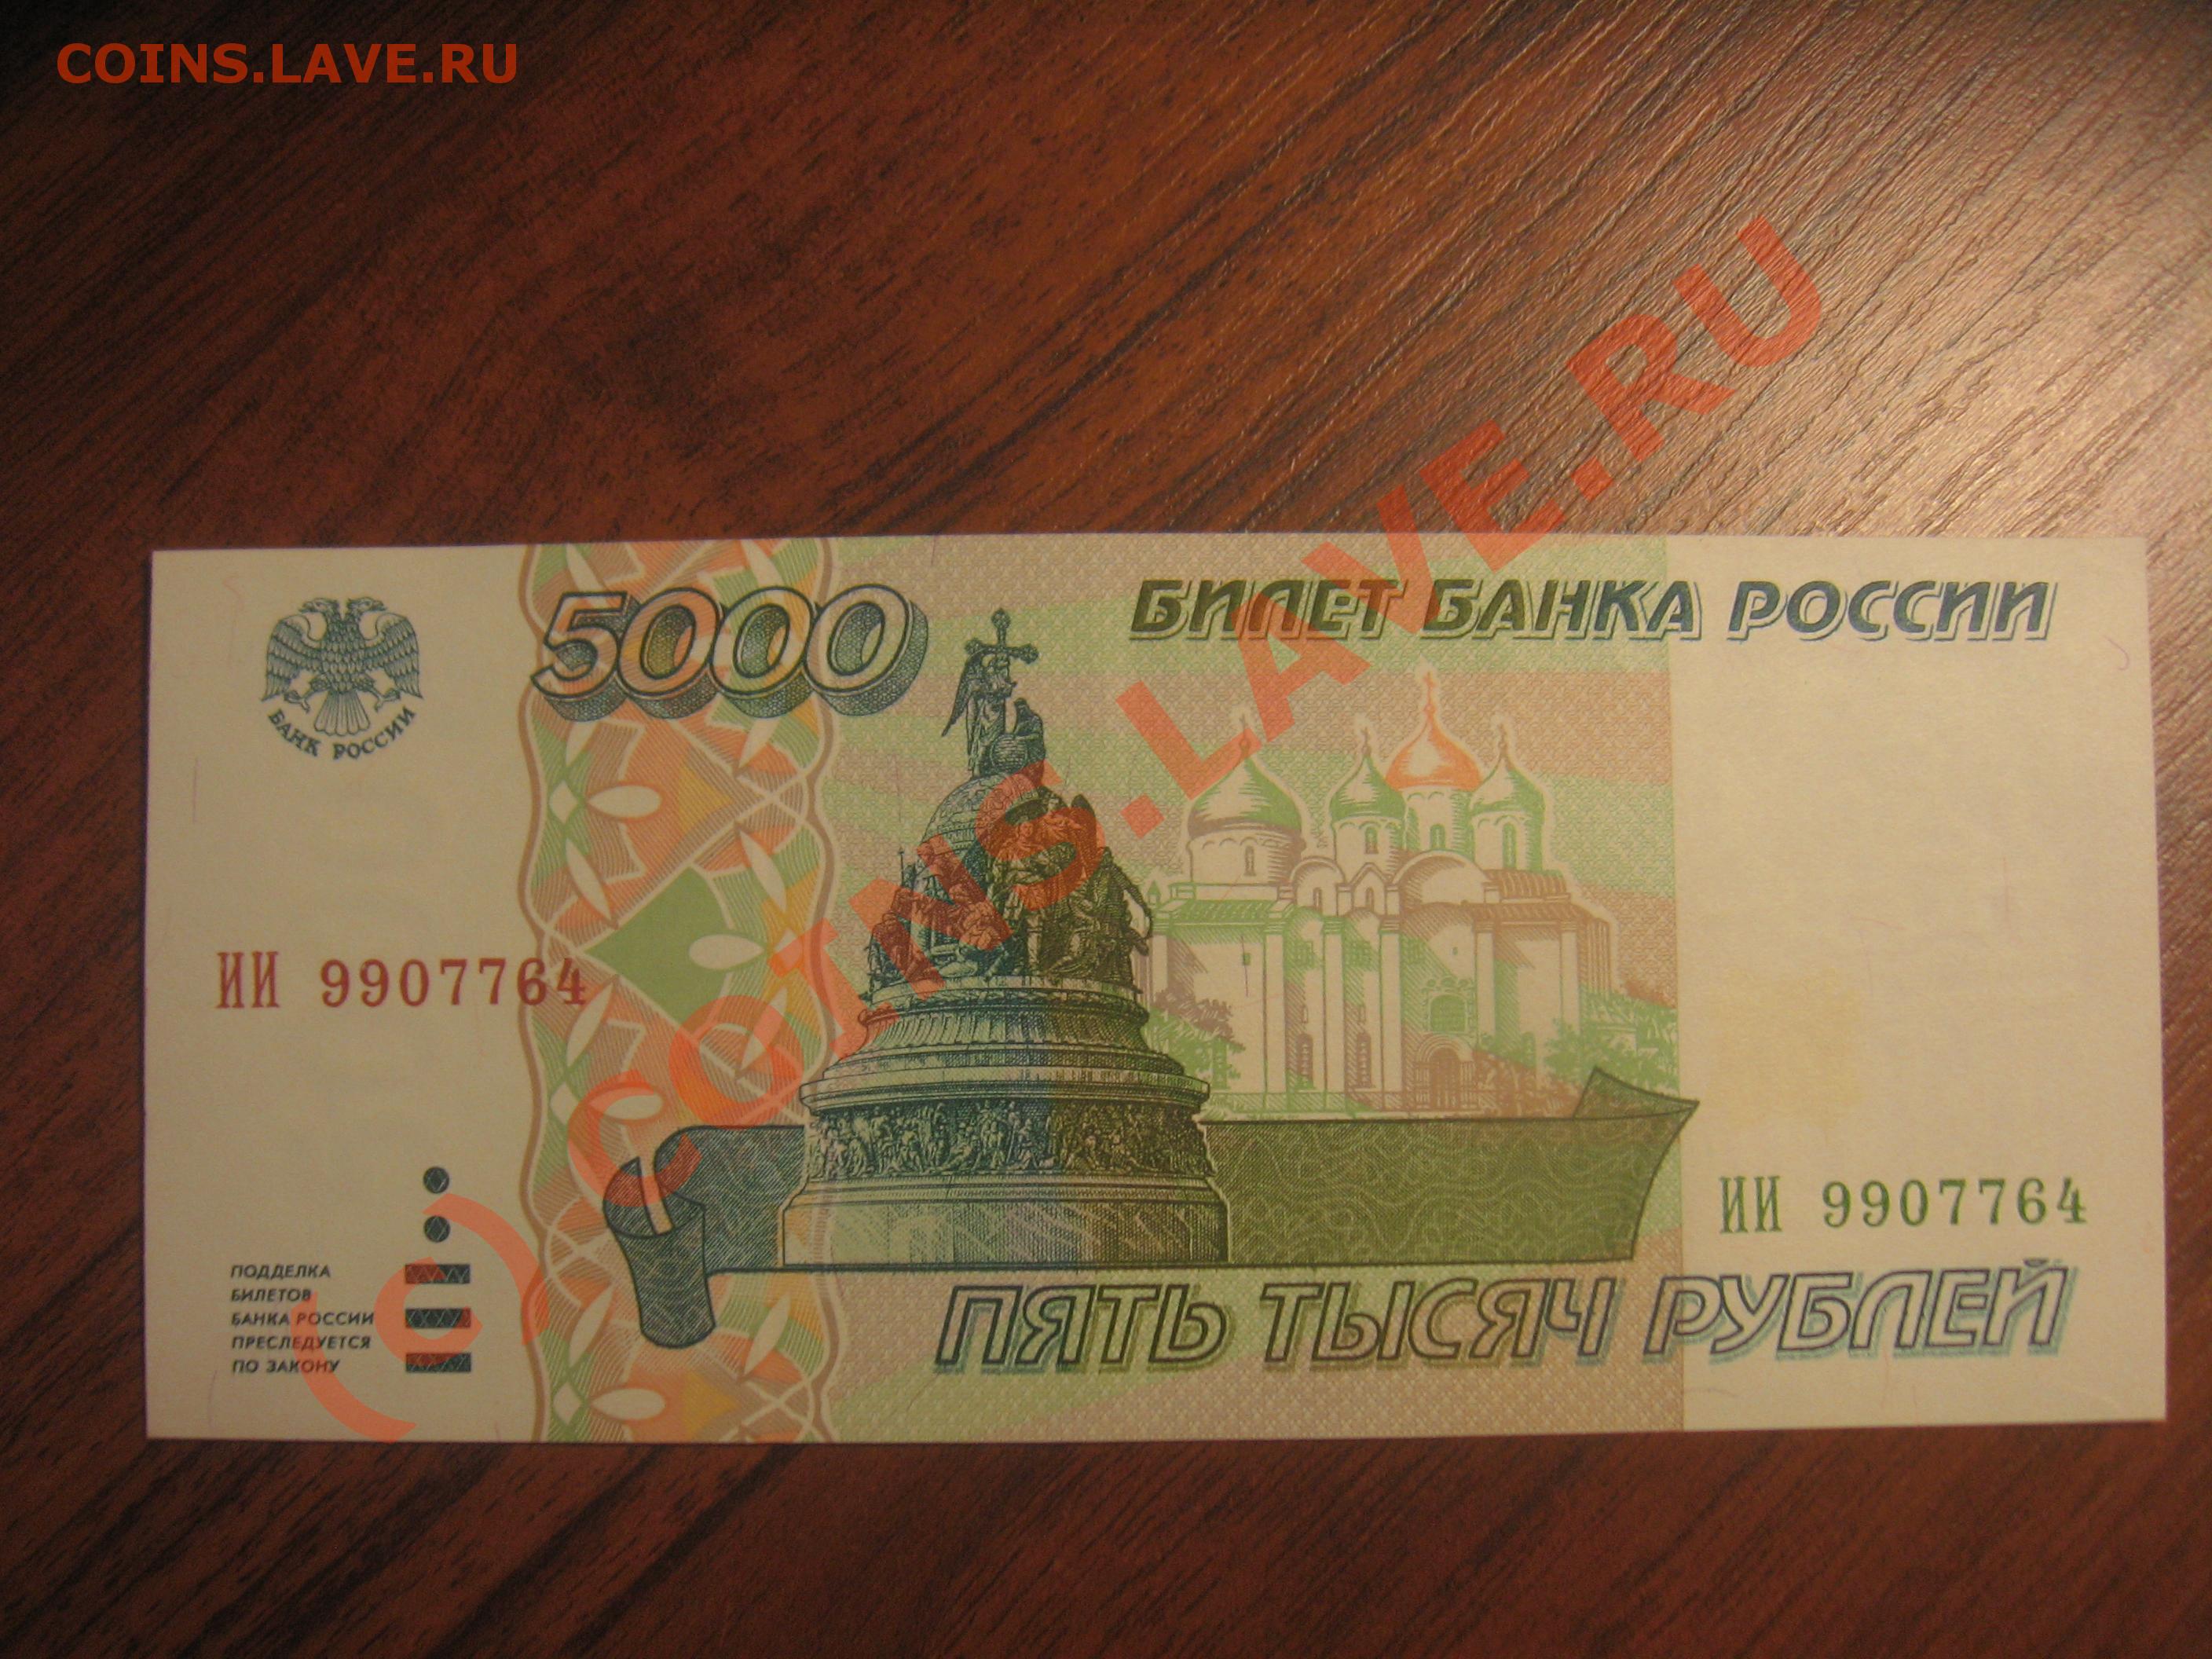 COINS.LAVE.RU
5000
БИЛЕТ БАНКА РОССИИ
БАНК РОССИИ
ИИ 9907764
ИИ 9907764
ПОДДЕЛКА
БИЛЕТОВ
БАНКА РОССИИ
ПРЕСЛЕДУЕТСЯ
ПО ЗАКОНУ
ПЯТЬ ТЫСЯЧ РУБЛЕЙ
(c) COINS.LAVE.RU